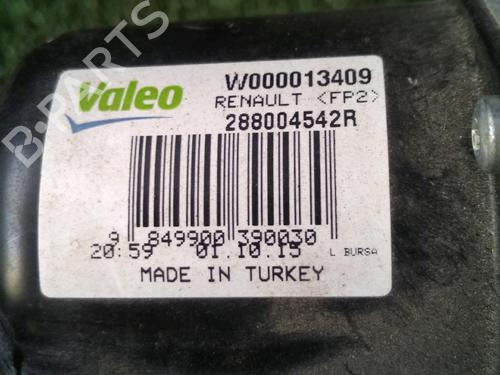 B-PARTS
Valeo
W000013409
RENAULT <FP2>
288004542R
9 849900 390030
20:59 01.10.15 L BURSA
MADE IN TURKEY